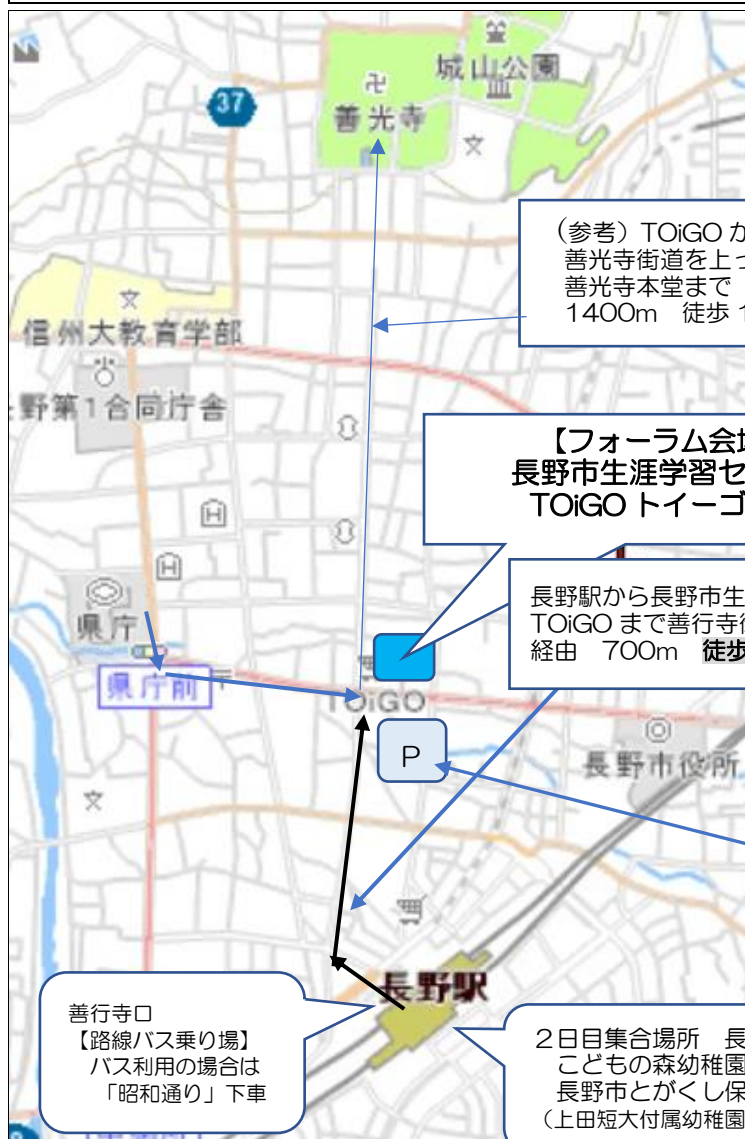 城山公園
37
善光寺
（参考）TOiGO か
善光寺街道を上っ
善光寺本堂まで
1400m　徒歩 1
信州大教育学部
野第1合同庁舎
【フォーラム会場
長野市生涯学習セ
TOiGO トイーゴ
長野駅から長野市生
TOiGO まで善行寺街
経由　700m　徒歩
県庁
県庁前
TOiGO
P
長野市役所
長野駅
善行寺口
【路線バス乗り場】
バス利用の場合は
「昭和通り」下車
２日目集合場所　長
こどもの森幼稚園
長野市とがくし保
（上田短大付属幼稚園